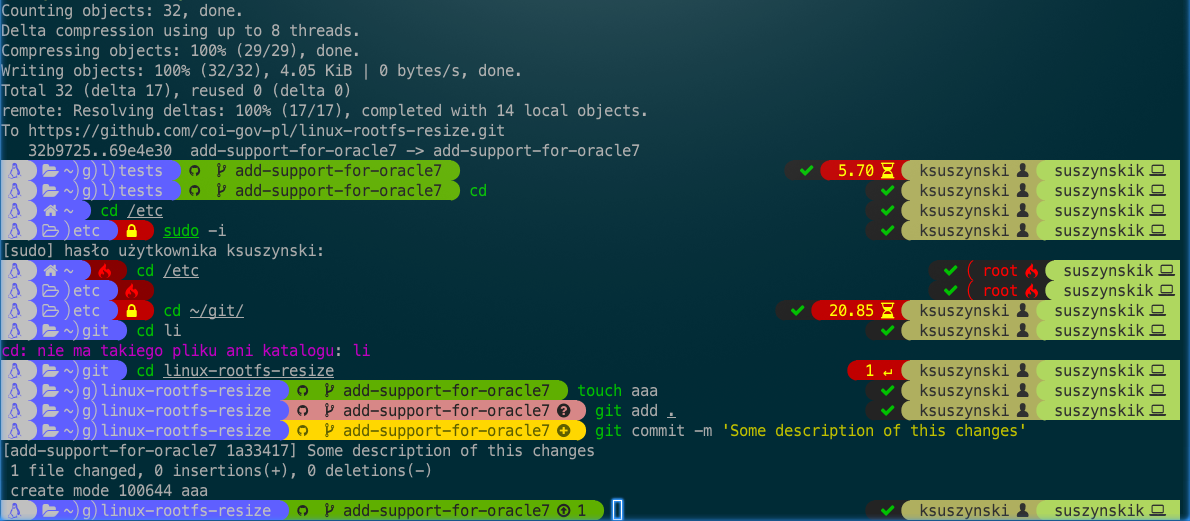 Counting objects: 32, done.
Delta compression using up to 8 threads.
Compressing objects: 100% (29/29), done.
Writing objects: 100% (32/32), 4.05 KiB | 0 bytes/s, done.
Total 32 (delta 17), reused 0 (delta 0)
remote: Resolving deltas: 100% (17/17), completed with 14 local objects.
To https://github.com/coi-gov-pl/linux-rootfs-resize.git
32b9725..69e4e30 add-support-for-oracle7 -> add-support-for-oracle7
~)g)l)tests add-support-for-oracle7 5.70 ksuszynski suszynskik
~)g)l)tests add-support-for-oracle7 cd ksuszynski suszynskik
~ cd /etc ksuszynski suszynskik
)etc sudo -i ksuszynski suszynskik
[sudo] hasło użytkownika ksuszynski:
~ cd /etc ( root suszynskik
)etc ( root suszynskik
)etc cd ~/git/ 20.85 ksuszynski suszynskik
~)git cd li ksuszynski suszynskik
cd: nie ma takiego pliku ani katalogu: li
~)git cd linux-rootfs-resize 1 ↵ ksuszynski suszynskik
~)g)linux-rootfs-resize add-support-for-oracle7 touch aaa ksuszynski suszynskik
~)g)linux-rootfs-resize add-support-for-oracle7 ? git add . ksuszynski suszynskik
~)g)linux-rootfs-resize add-support-for-oracle7 + git commit -m 'Some description of this changes' ksuszynski suszynskik
[add-support-for-oracle7 1a33417] Some description of this changes
1 file changed, 0 insertions(+), 0 deletions(-)
create mode 100644 aaa
~)g)linux-rootfs-resize add-support-for-oracle7 1 ksuszynski suszynskik